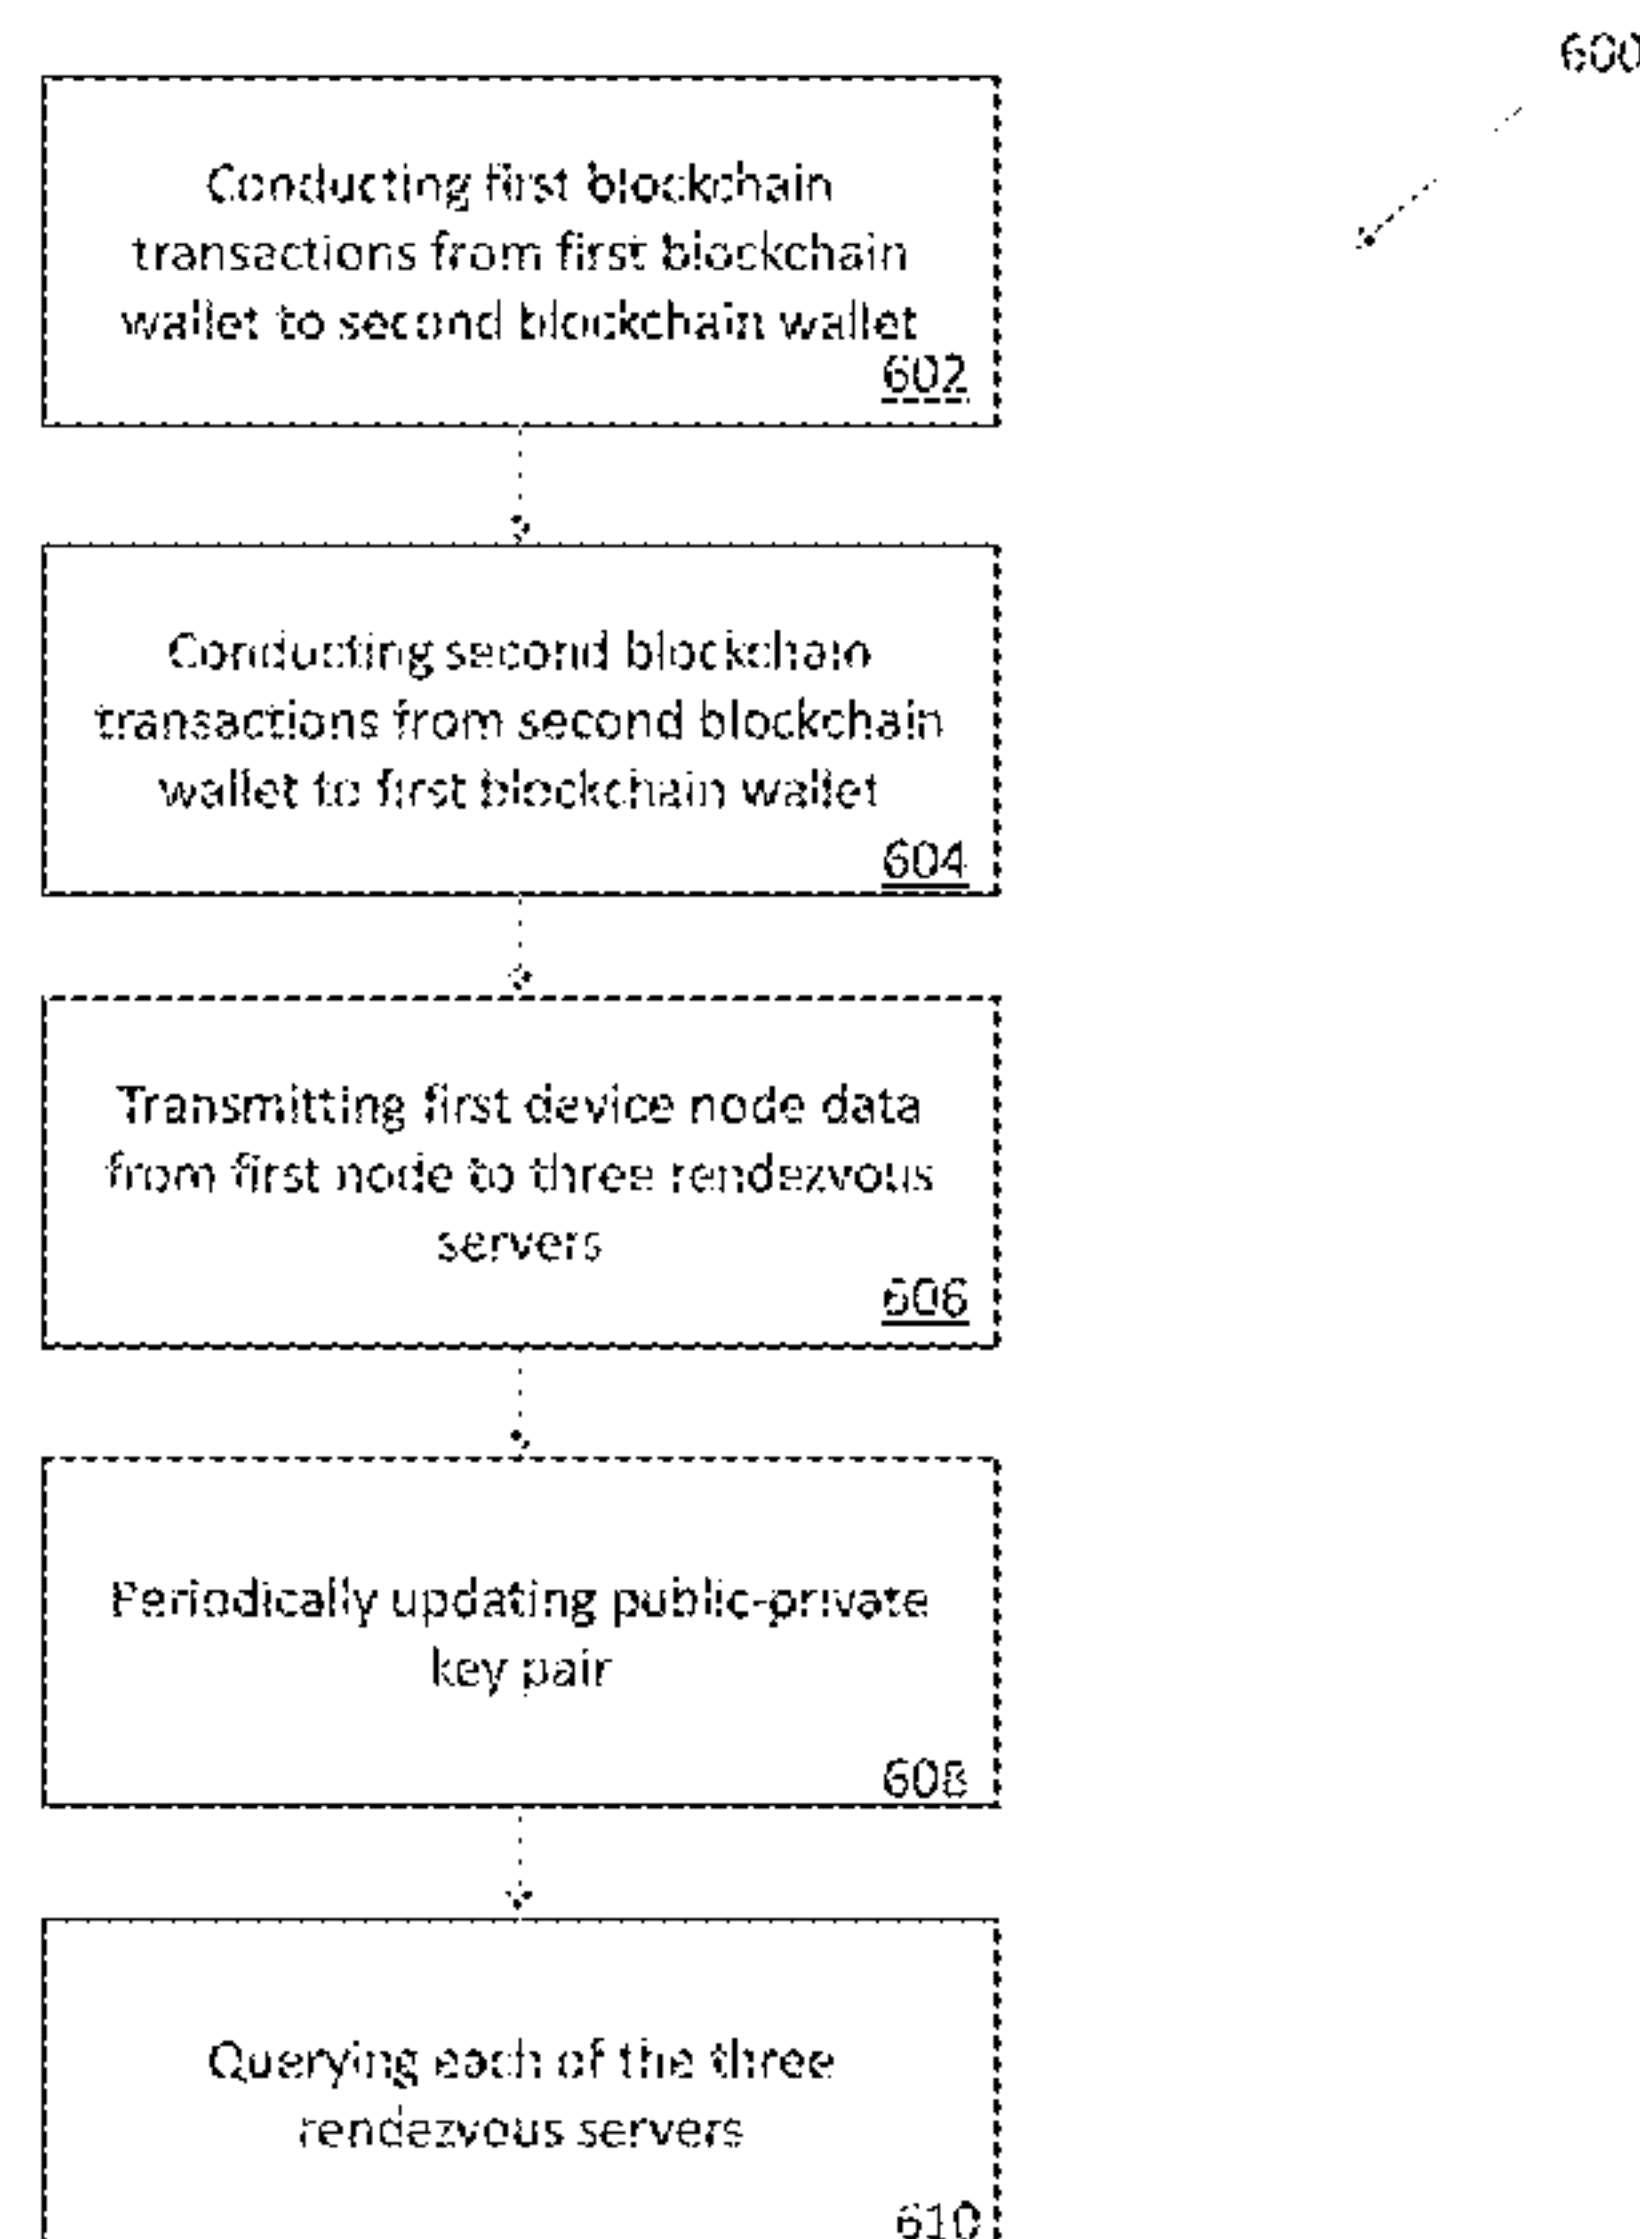 600
Conducting first blockchain
transactions from first blockchain
wallet to second blockchain wallet
602
Conducting second blockchain
transactions from second blockchain
wallet to first blockchain wallet
604
Transmitting first device node data
from first node to three rendezvous
servers
606
Periodically updating public-private
key pair
608
Querying each of the three
rendezvous servers
610